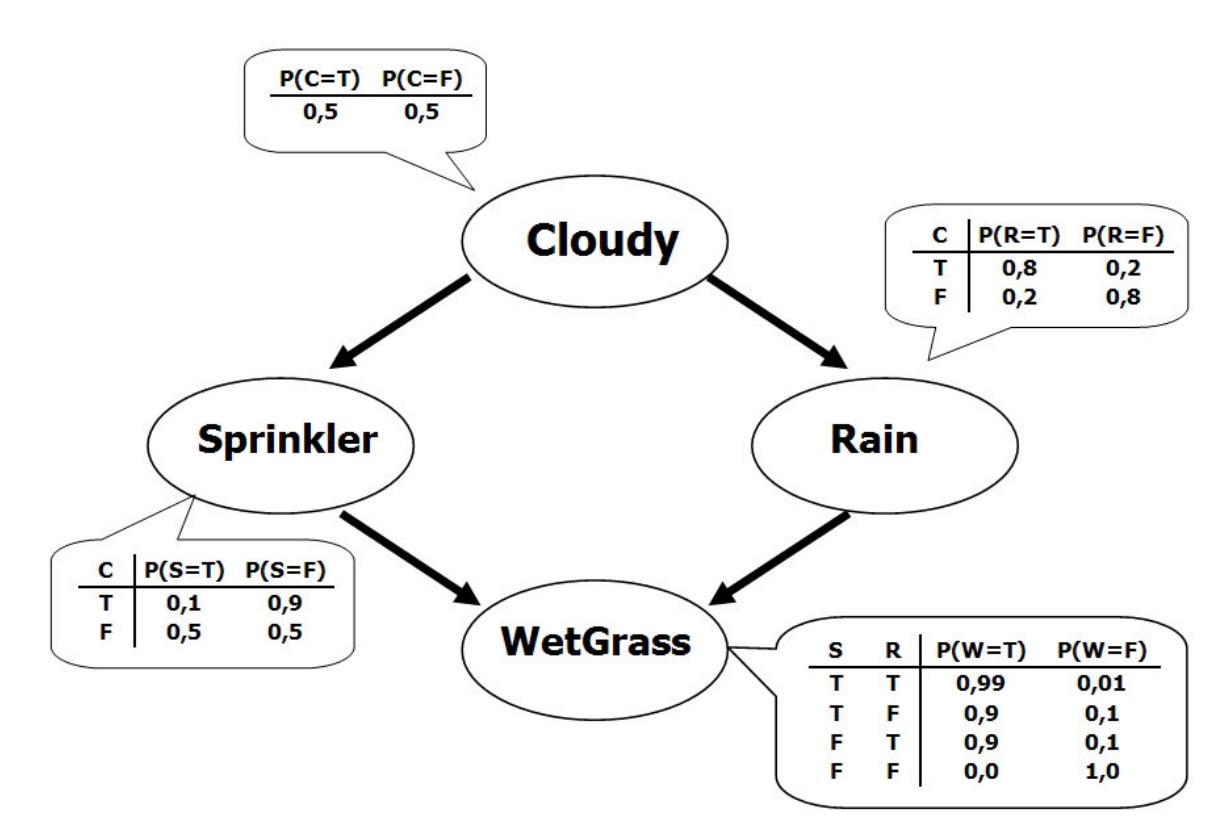 P(C=T) P(C=F)
0,5 0,5
Cloudy
C P(R=T) P(R=F)
T 0,8 0,2
F 0,2 0,8
Sprinkler
Rain
C P(S=T) P(S=F)
T 0,1 0,9
F 0,5 0,5
WetGrass
S R P(W=T) P(W=F)
T T 0,99 0,01
T F 0,9 0,1
F T 0,9 0,1
F F 0,0 1,0